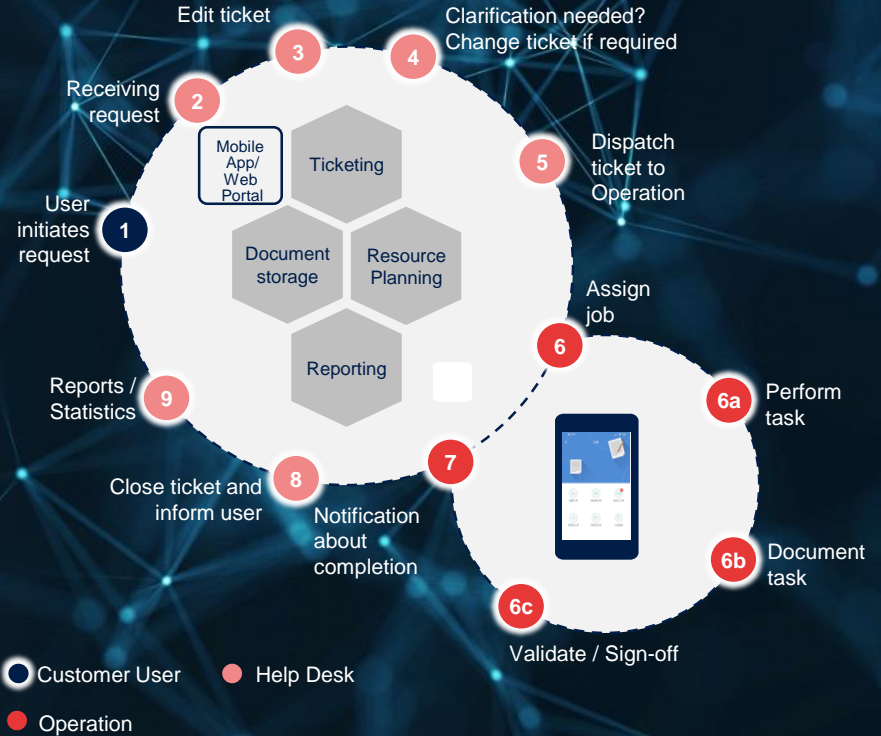 Edit ticket
3
4
Clarification needed?
Change ticket if required
Receiving
request
2
Mobile
App/
Web
Portal
Ticketing
5
Dispatch
ticket to
Operation
User
initiates
request
1
Document
storage
Resource
Planning
Assign
job
6
Reporting
Reports /
Statistics
9
6a
Perform
task
7
8
Close ticket and
inform user
Notification
about
completion
6b
Document
task
6c
Validate / Sign-off
Customer User
Help Desk
Operation